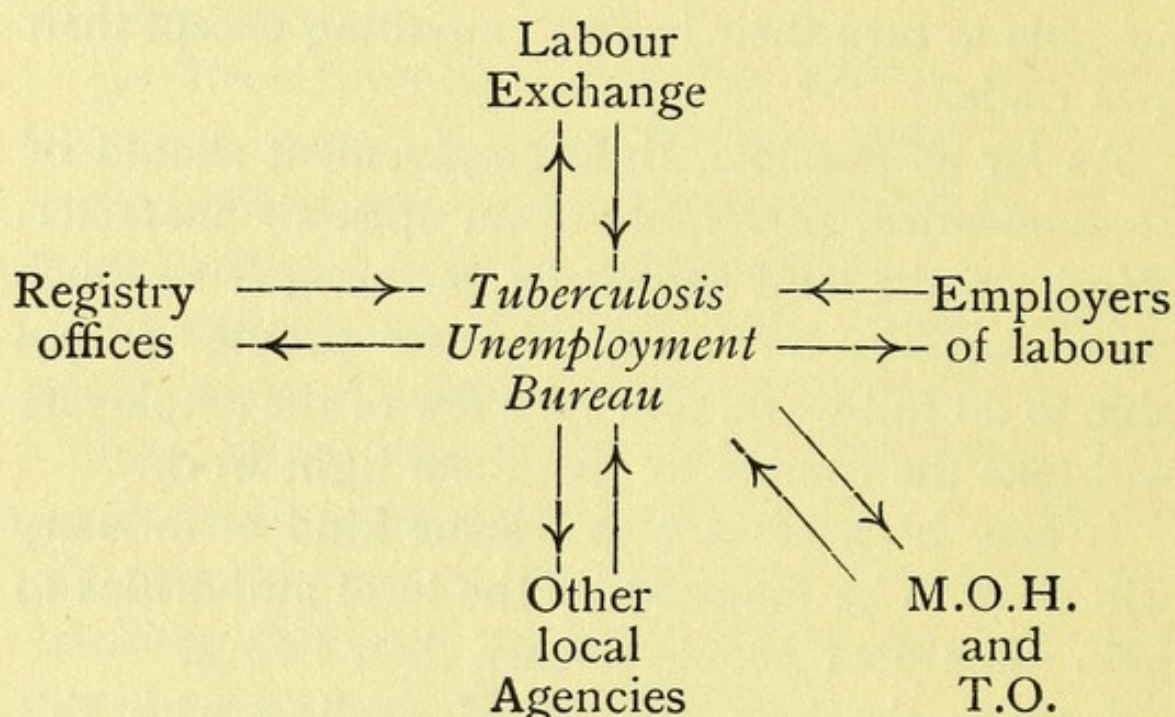 Labour
Exchange
Registry
offices
Tuberculosis
Unemployment
Bureau
Employers
of labour
Other
local
Agencies
M.O.H.
and
T.O.